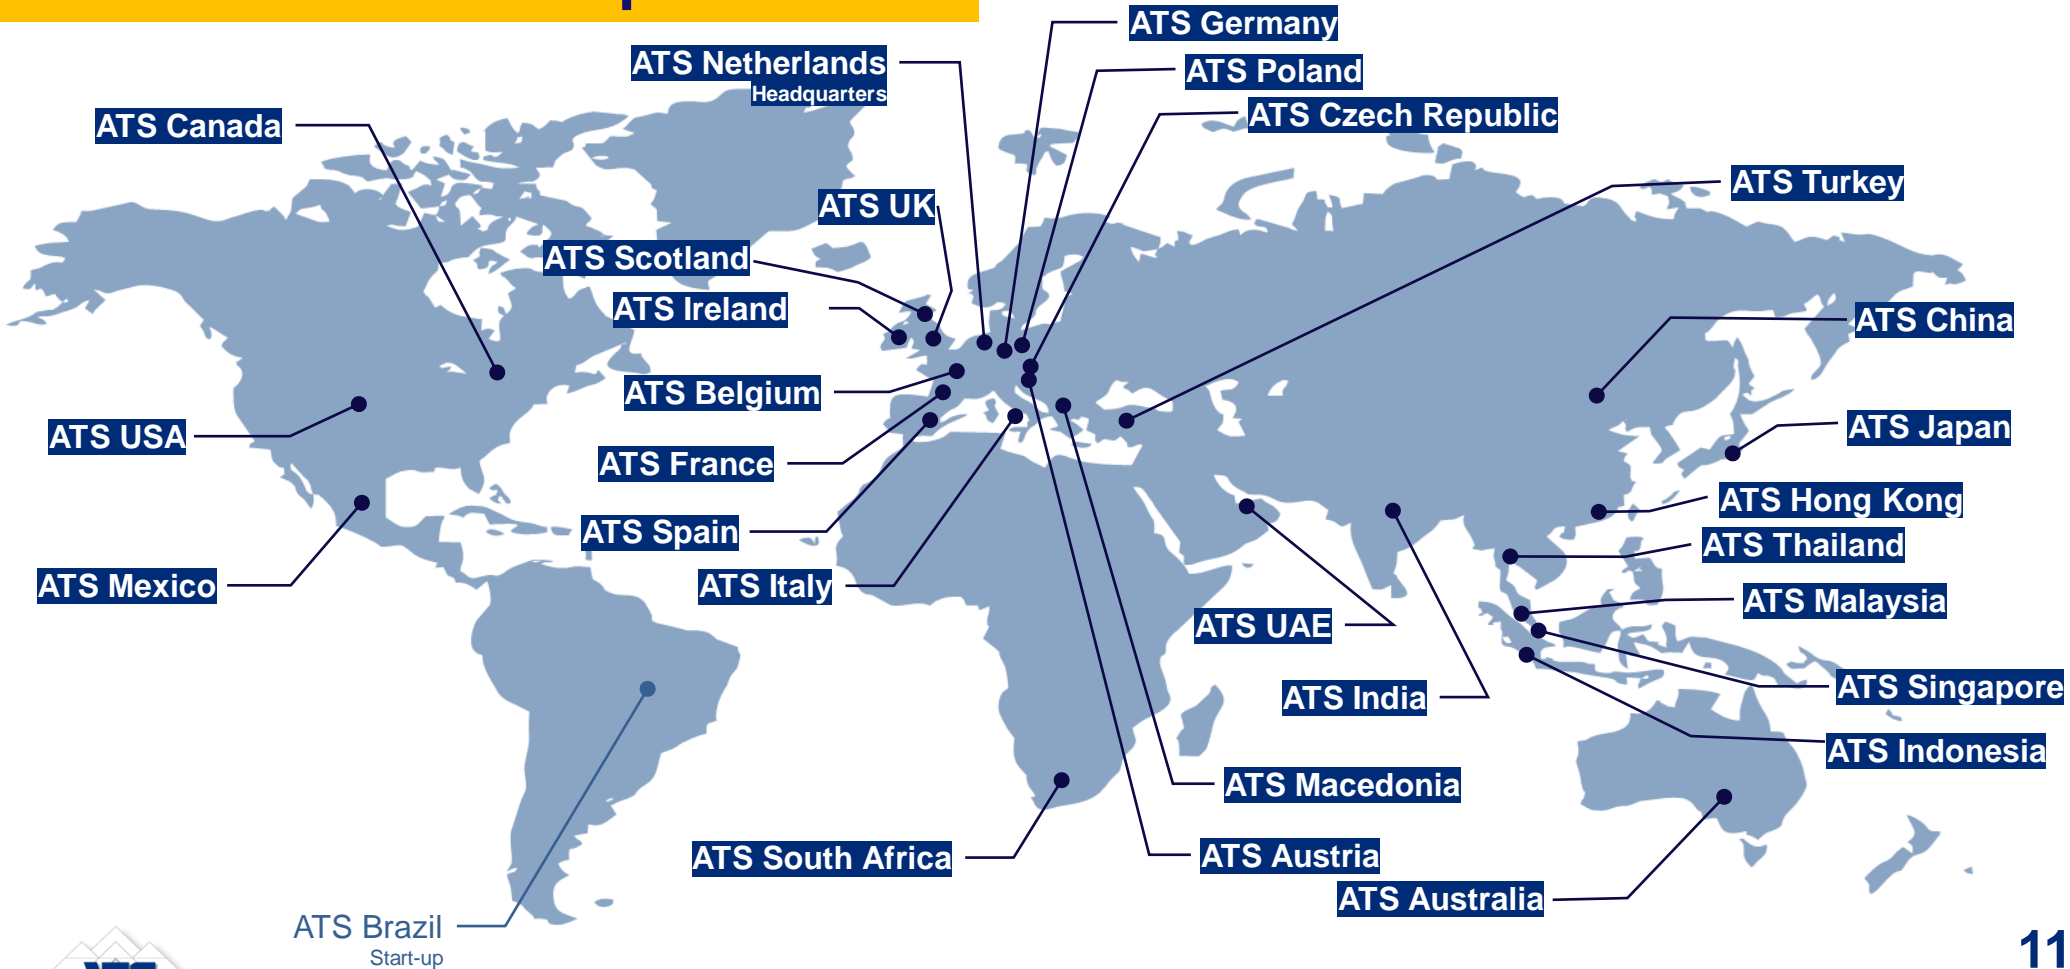 ATS Germany
ATS Netherlands
Headquarters
ATS Poland
ATS Czech Republic
ATS Canada
ATS Turkey
ATS UK
ATS Scotland
ATS Ireland
ATS China
ATS Belgium
ATS USA
ATS Japan
ATS France
ATS Hong Kong
ATS Spain
ATS Thailand
ATS Mexico
ATS Italy
ATS Malaysia
ATS UAE
ATS India
ATS Singapore
ATS Indonesia
ATS Macedonia
ATS South Africa
ATS Austria
ATS Australia
ATS Brazil
Start-up
11